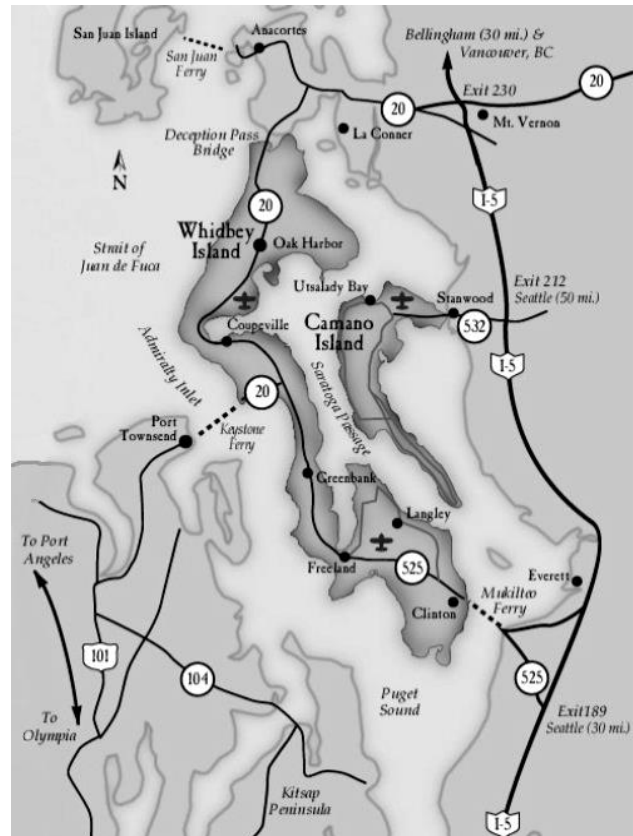 San Juan Island
San Juan
Ferry
Anacortes
Bellingham (30 mi.) &
Vancouver, BC
Exit 230
20
20
Mt. Vernon
La Conner
Deception Pass
Bridge
N
I-5
20
Whidbey
Island
Oak Harbor
Strait of
Juan de Fuca
Utsalady Bay
Stanwood
Exit 212
Seattle (50 mi.)
532
Camano
Island
Coupeville
Admiralty Inlet
Saratoga Passage
I-5
20
Port
Townsend
Keystone
Ferry
Greenbank
Langley
To Port
Angeles
Freeland
525
Everett
Mukilteo
Ferry
Clinton
101
104
525
Puget
Sound
To
Olympia
Exit 189
Seattle (30 mi.)
Kitsap
Peninsula
I-5